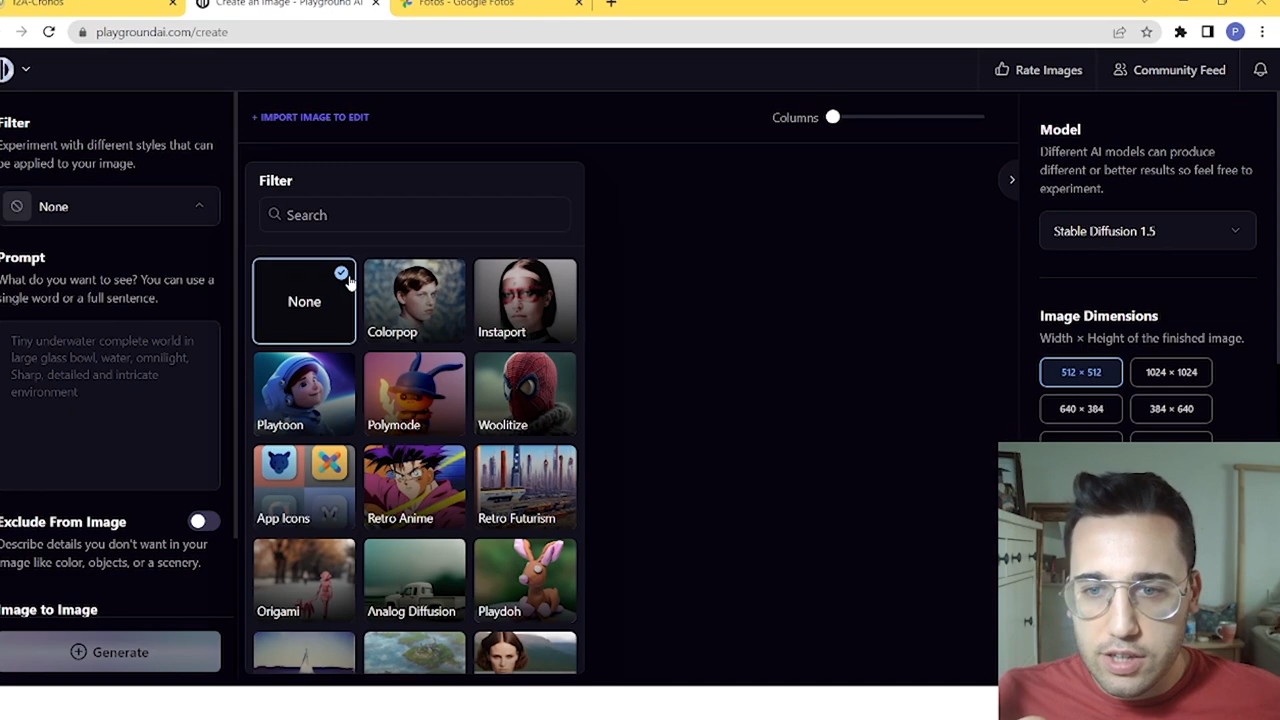 12A-Cronos
Create an Image - Playground AI
Fotos - Google Fotos
playgroundai.com/create
P
Rate Images
Community Feed
+ IMPORT IMAGE TO EDIT
Columns
Filter
Experiment with different styles that can
be applied to your image.
None
Prompt
What do you want to see? You can use a
single word or a full sentence.
Tiny underwater complete world in
large glass bowl, water, omnilight,
Sharp, detailed and intricate
environment
Exclude From Image
Describe details you don't want in your
image like color, objects, or a scenery.
Image to Image
Generate
Filter
Search
None
Colorpop
Instaport
Playtoon
Polymode
Woolitize
App Icons
Retro Anime
Retro Futurism
Origami
Analog Diffusion
Playdoh
Model
Different AI models can produce
different or better results so feel free to
experiment.
Stable Diffusion 1.5
Image Dimensions
Width × Height of the finished image.
512 × 512
1024 × 1024
640 × 384
384 × 640